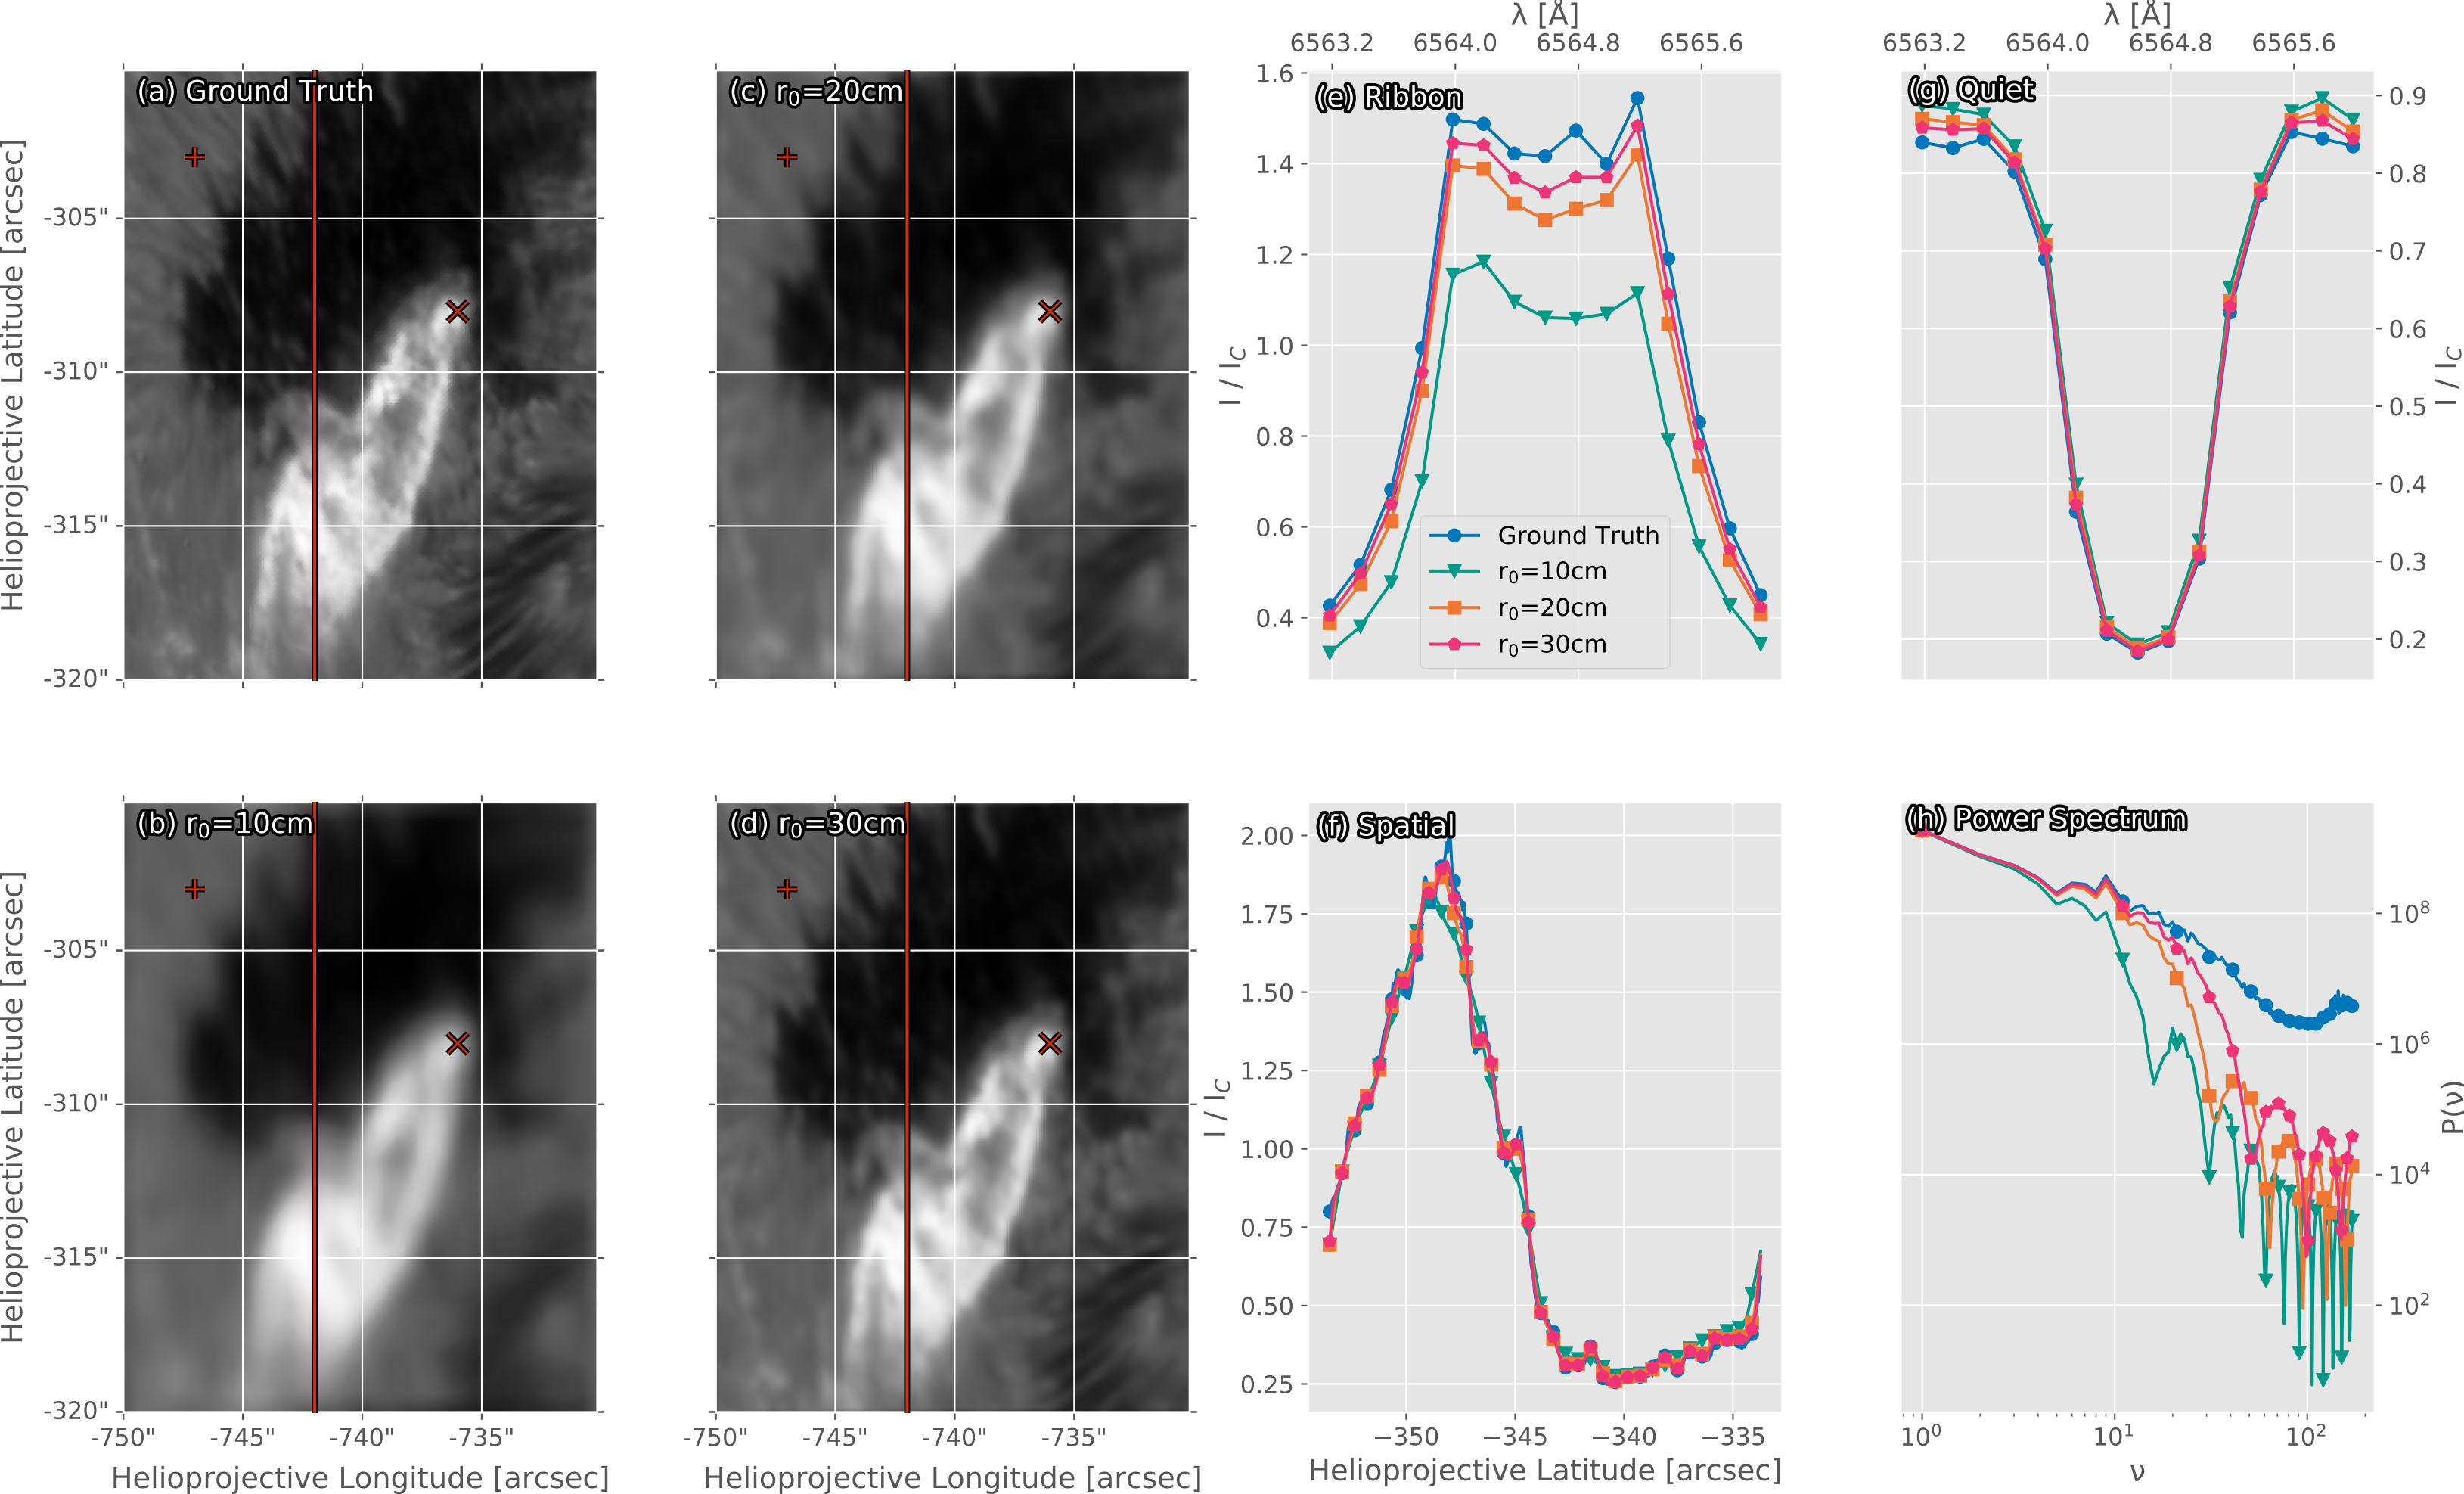 (a) Ground Truth
Helioprojective Latitude [arcsec]
-305"
-310"
-315"
-320"
(c) r₀=20cm
λ [Å]
6563.2 6564.0 6564.8 6565.6
(e) Ribbon
I / I_C
1.6
1.4
1.2
1.0
0.8
0.6
0.4
Ground Truth
r₀=10cm
r₀=20cm
r₀=30cm
λ [Å]
6563.2 6564.0 6564.8 6565.6
(g) Quiet
0.9
0.8
0.7
0.6
0.5
0.4
0.3
0.2
I / I_C
(b) r₀=10cm
Helioprojective Latitude [arcsec]
-305"
-310"
-315"
-320"
-750" -745" -740" -735"
Helioprojective Longitude [arcsec]
(d) r₀=30cm
-750" -745" -740" -735"
Helioprojective Longitude [arcsec]
(f) Spatial
I / I_C
2.00
1.75
1.50
1.25
1.00
0.75
0.50
0.25
−350 −345 −340 −335
Helioprojective Latitude [arcsec]
(h) Power Spectrum
10⁸
10⁶
10⁴
10²
P(ν)
10⁰ 10¹ 10²
ν